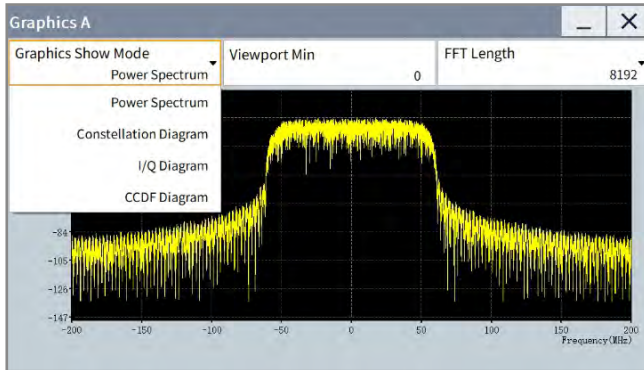 Graphics A
Graphics Show Mode
Power Spectrum
Viewport Min
0
FFT Length
8192
Power Spectrum
Constellation Diagram
I/Q Diagram
CCDF Diagram
-84
-105
-126
-147
-200 -150 -100 -50 0 50 100 150 200
Frequency(MHz)